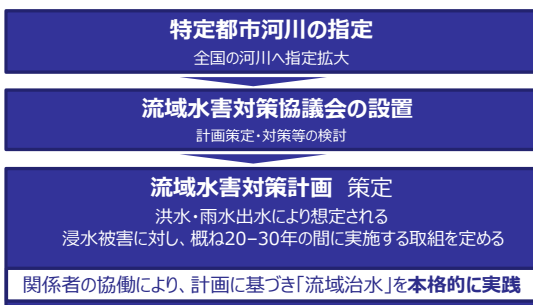 特定都市河川の指定
全国の河川へ指定拡大
流域水害対策協議会の設置
計画策定・対策等の検討
流域水害対策計画 策定
洪水・雨水出水により想定される
浸水被害に対し、概ね20−30年の間に実施する取組を定める
関係者の協働により、計画に基づき「流域治水」を本格的に実践